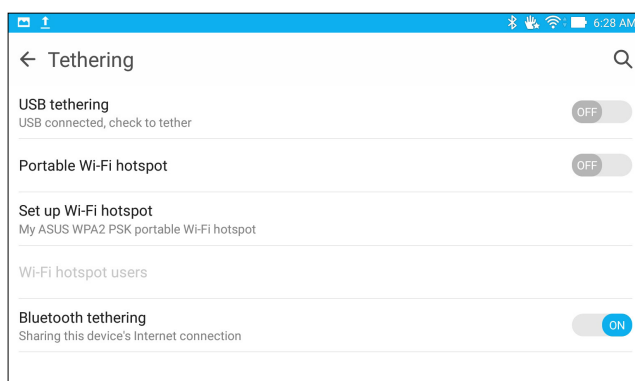 6:28 AM
Tethering
USB tethering
OFF
USB connected, check to tether
Portable Wi-Fi hotspot
OFF
Set up Wi-Fi hotspot
My ASUS WPA2 PSK portable Wi-Fi hotspot
Wi-Fi hotspot users
Bluetooth tethering
ON
Sharing this device's Internet connection